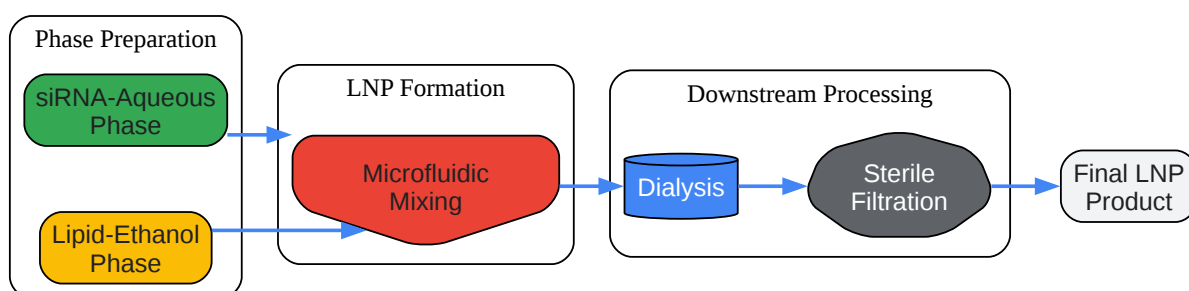 Phase Preparation
siRNA-Aqueous
Phase
Lipid-Ethanol
Phase
LNP Formation
Microfluidic
Mixing
Downstream Processing
Dialysis
Sterile
Filtration
Final LNP
Product